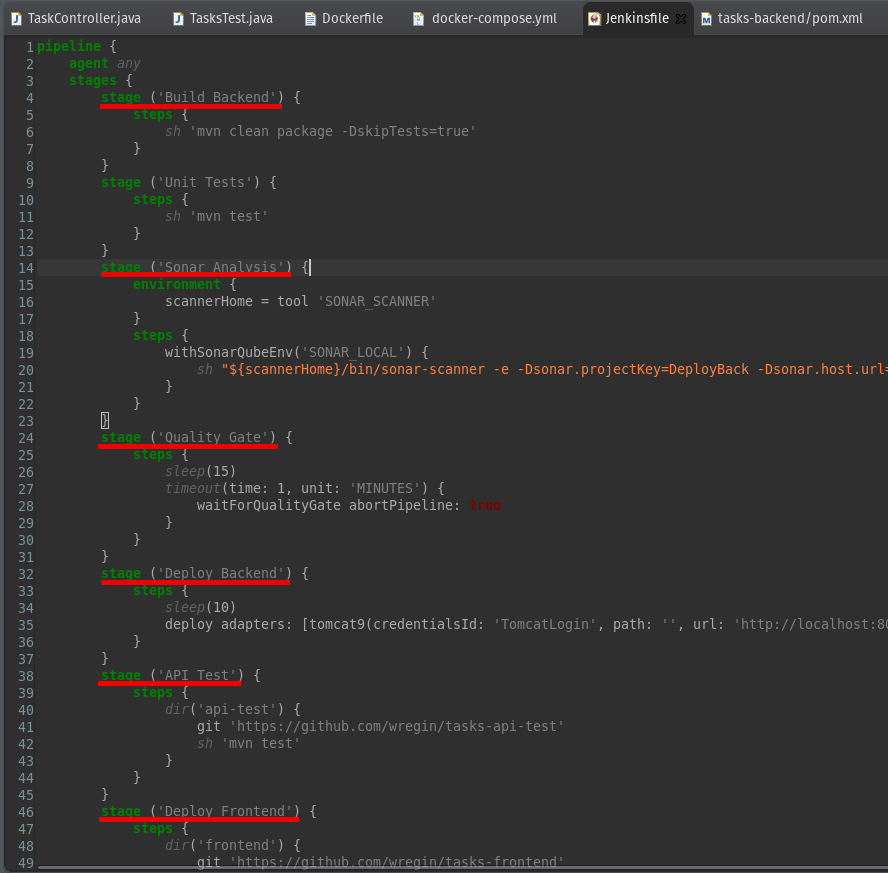 TaskController.java TasksTest.java Dockerfile docker-compose.yml Jenkinsfile tasks-backend/pom.xml
1 pipeline {
2 agent any
3 stages {
4 stage ('Build Backend') {
5 steps {
6 sh 'mvn clean package -DskipTests=true'
7 }
8 }
9 stage ('Unit Tests') {
10 steps {
11 sh 'mvn test'
12 }
13 }
14 stage ('Sonar Analysis') {
15 environment {
16 scannerHome = tool 'SONAR_SCANNER'
17 }
18 steps {
19 withSonarQubeEnv('SONAR_LOCAL') {
20 sh "${scannerHome}/bin/sonar-scanner -e -Dsonar.projectKey=DeployBack -Dsonar.host.url=
21 }
22 }
23 }
24 stage ('Quality Gate') {
25 steps {
26 sleep(15)
27 timeout(time: 1, unit: 'MINUTES') {
28 waitForQualityGate abortPipeline: true
29 }
30 }
31 }
32 stage ('Deploy Backend') {
33 steps {
34 sleep(10)
35 deploy adapters: [tomcat9(credentialsId: 'TomcatLogin', path: '', url: 'http://localhost:80
36 }
37 }
38 stage ('API Test') {
39 steps {
40 dir('api-test') {
41 git 'https://github.com/wregin/tasks-api-test'
42 sh 'mvn test'
43 }
44 }
45 }
46 stage ('Deploy Frontend') {
47 steps {
48 dir('frontend') {
49 git 'https://github.com/wregin/tasks-frontend'